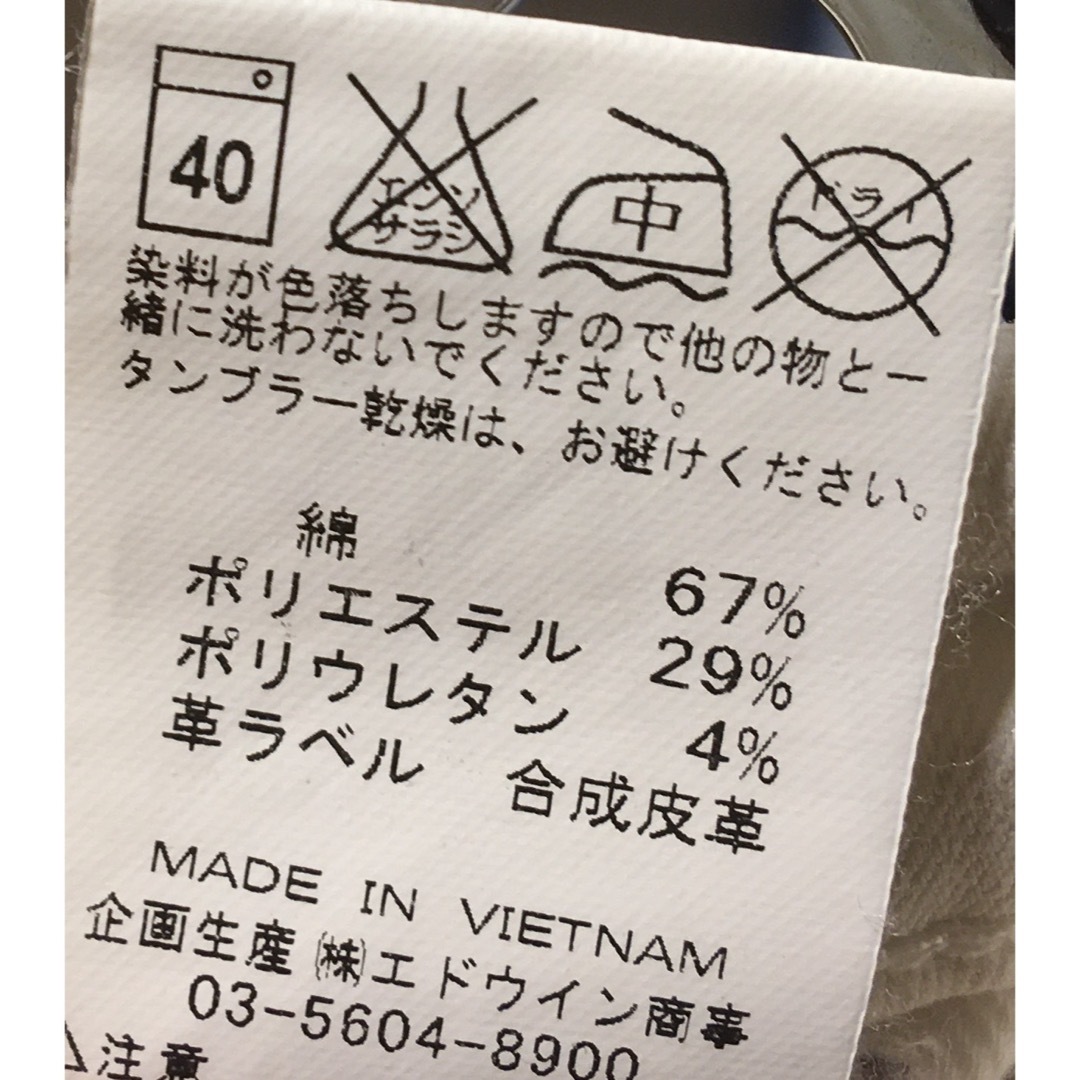 40
エンソ
サラシ
中
ドライ
染料が色落ちしますので他の物と一
緒に洗わないでください。
タンブラー乾燥は、お避けください。
綿 67%
ポリエステル 29%
ポリウレタン 4%
革ラベル 合成皮革
MADE IN VIETNAM
企画生産 ㈱エドウイン商事
03-5604-8900
⚠注意